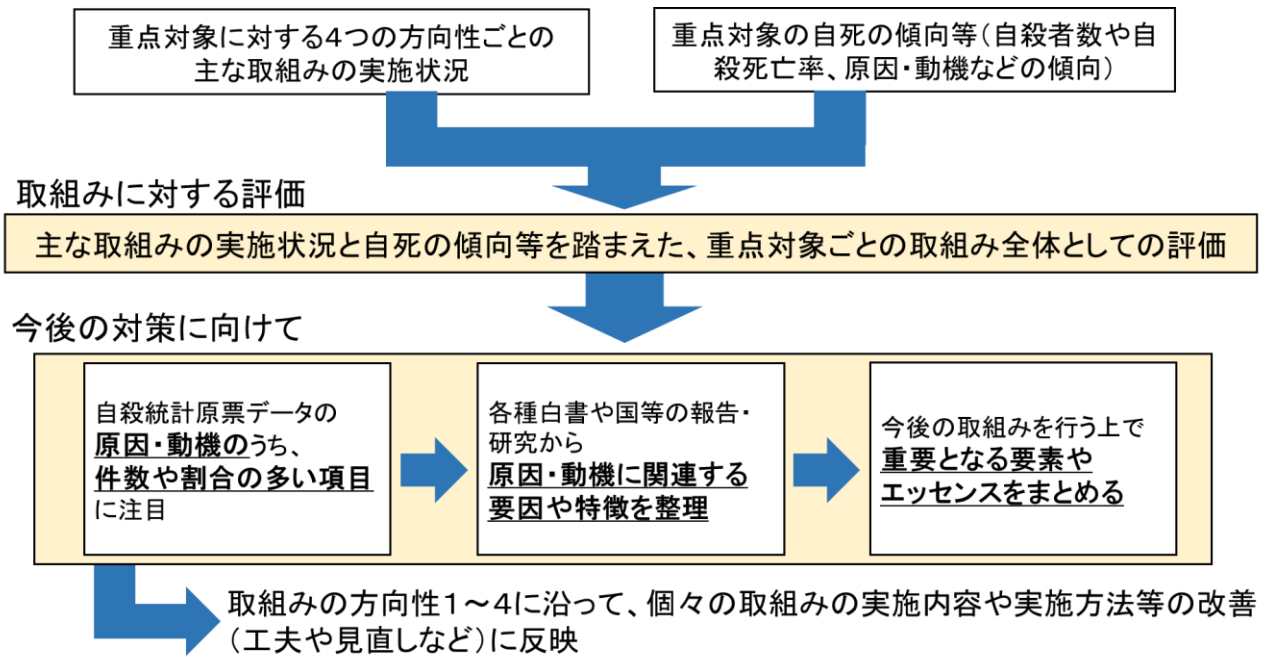 重点対象に対する4つの方向性ごとの
主な取組みの実施状況
重点対象の自死の傾向等(自殺者数や自
殺死亡率、原因・動機などの傾向)
取組みに対する評価
主な取組みの実施状況と自死の傾向等を踏まえた、重点対象ごとの取組み全体としての評価
今後の対策に向けて
自殺統計原票データの
原因・動機のうち、
件数や割合の多い項目
に注目
各種白書や国等の報告・
研究から
原因・動機に関連する
要因や特徴を整理
今後の取組みを行う上で
重要となる要素や
エッセンスをまとめる
取組みの方向性1~4に沿って、個々の取組みの実施内容や実施方法等の改善
(工夫や見直しなど)に反映